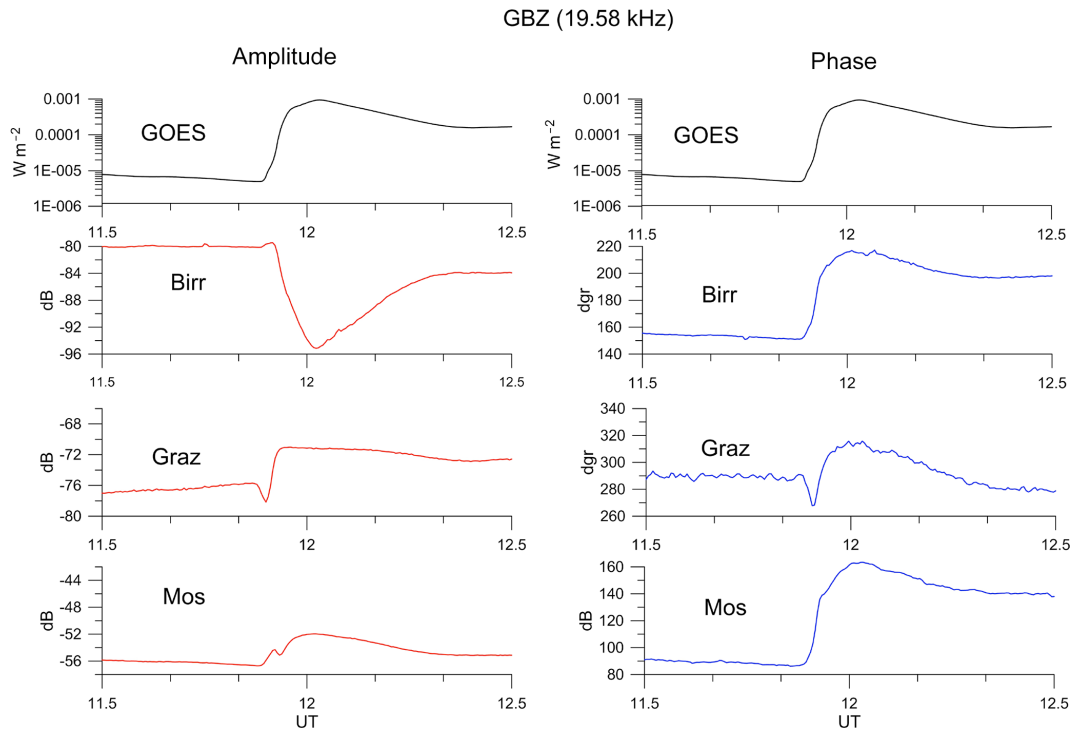 GBZ (19.58 kHz)
Amplitude
0.001
0.0001
1E-005
1E-006
W m−2
GOES
11.5 12 12.5
-80
-84
-88
-92
-96
dB
Birr
11.5 12 12.5
-68
-72
-76
-80
dB
Graz
11.5 12 12.5
-44
-48
-52
-56
dB
Mos
11.5 12 12.5
UT
Phase
0.001
0.0001
1E-005
1E-006
W m−2
GOES
11.5 12 12.5
220
200
180
160
140
dgr
Birr
11.5 12 12.5
340
320
300
280
260
dgr
Graz
11.5 12 12.5
160
140
120
100
80
dB
Mos
11.5 12 12.5
UT